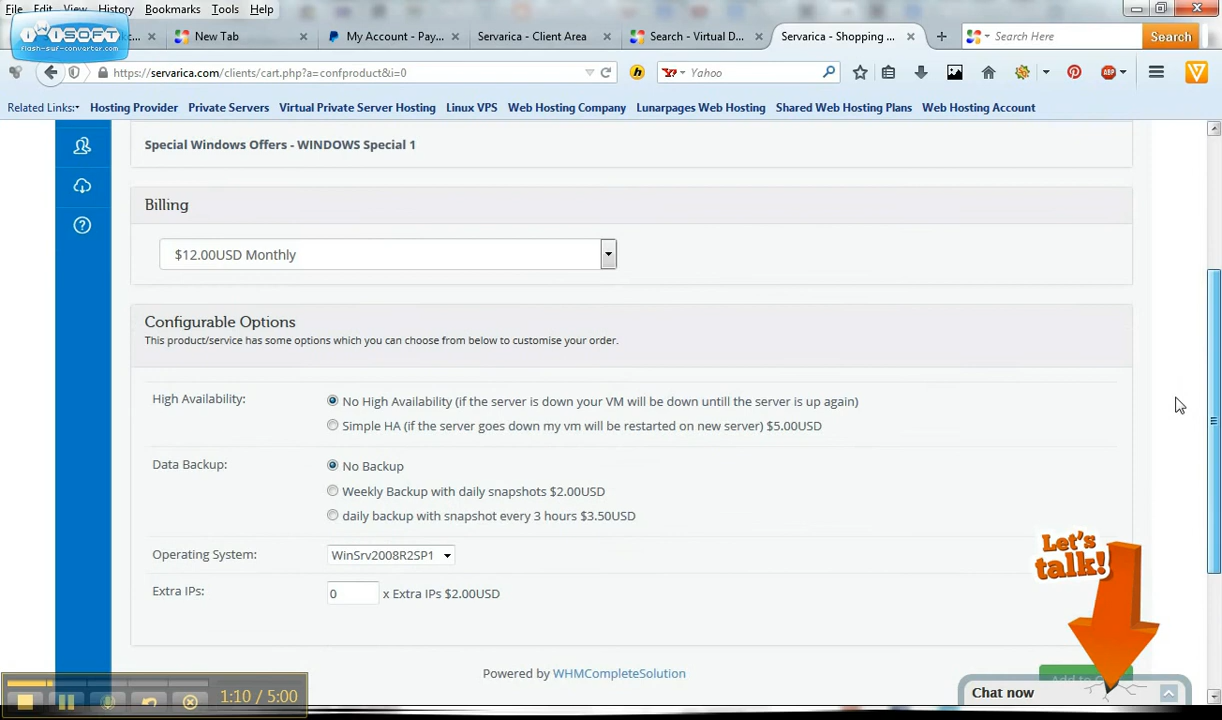 File Edit View History Bookmarks Tools Help
iWiSOFT
flash-swf-converter.com
New Tab
My Account - Pay...
Servarica - Client Area
Search - Virtual D...
Servarica - Shopping ...
Search Here
Search
https://servarica.com/clients/cart.php?a=confproduct&i=0
Yahoo
ABP
Related Links:
Hosting Provider
Private Servers
Virtual Private Server Hosting
Linux VPS
Web Hosting Company
Lunarpages Web Hosting
Shared Web Hosting Plans
Web Hosting Account
Special Windows Offers - WINDOWS Special 1
Billing
$12.00USD Monthly
Configurable Options
This product/service has some options which you can choose from below to customise your order.
High Availability:
No High Availability (if the server is down your VM will be down untill the server is up again)
Simple HA (if the server goes down my vm will be restarted on new server) $5.00USD
Data Backup:
No Backup
Weekly Backup with daily snapshots $2.00USD
daily backup with snapshot every 3 hours $3.50USD
Operating System:
WinSrv2008R2SP1
Extra IPs:
0
x Extra IPs $2.00USD
Let's
talk!
Powered by WHMCompleteSolution
Chat now
1:10 / 5:00